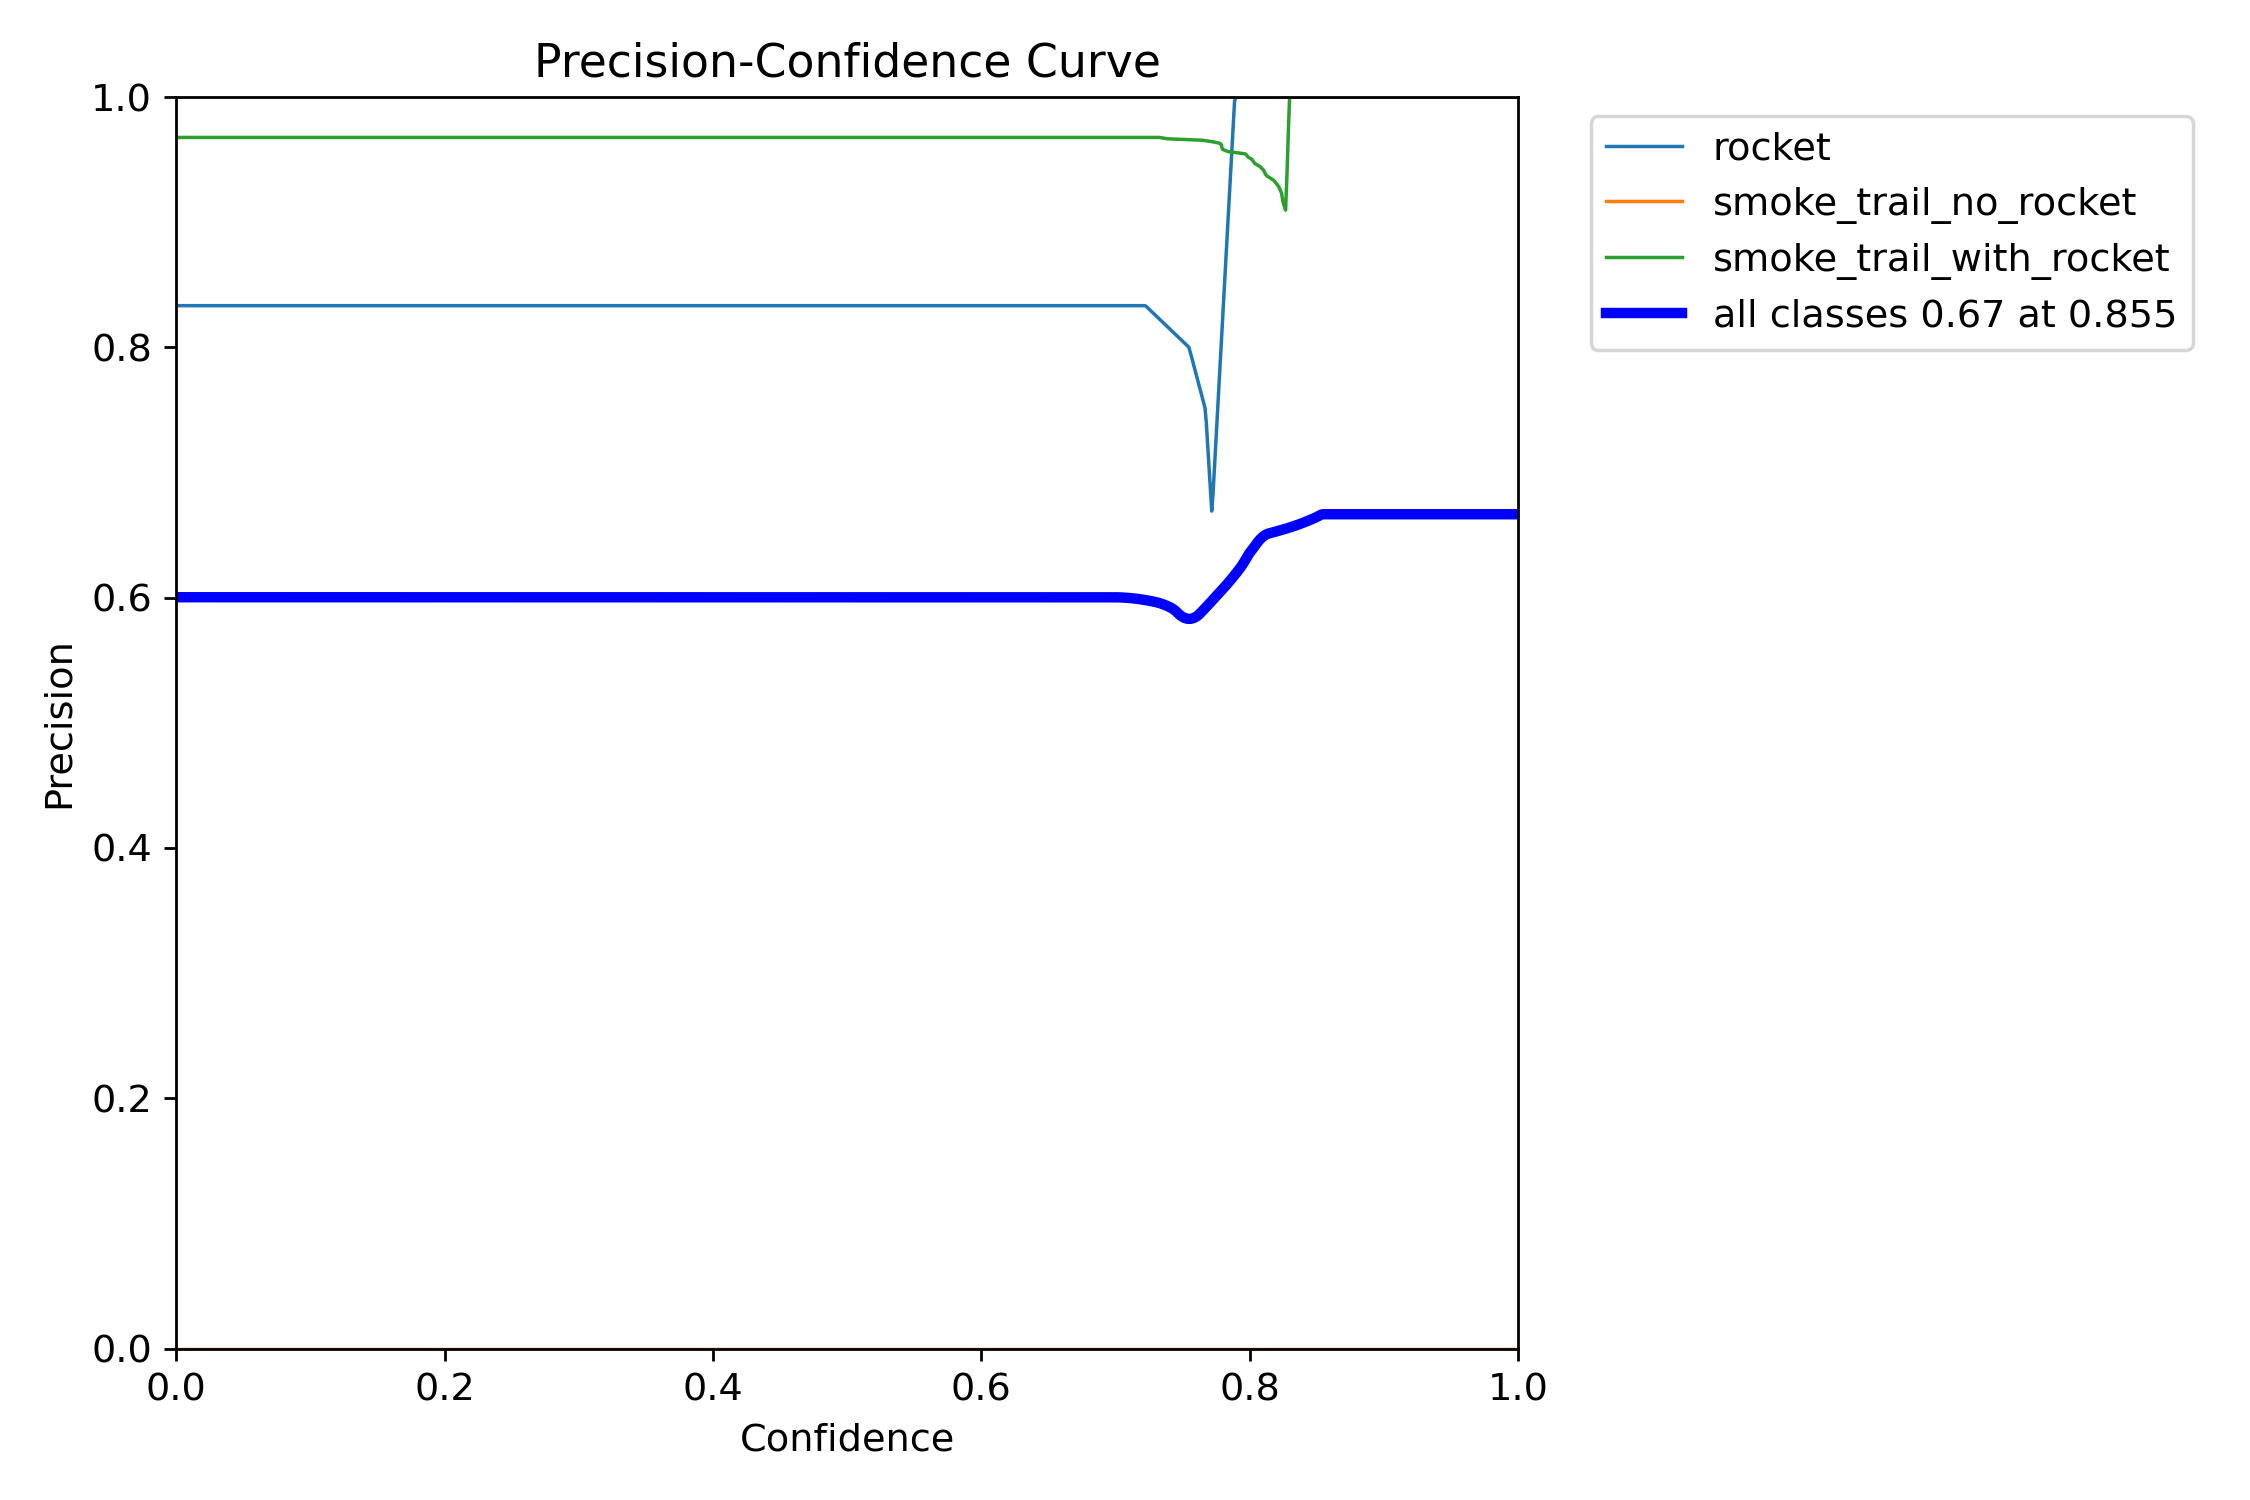 Precision-Confidence Curve
1.0
0.8
0.6
0.4
0.2
0.0
Precision
0.0 0.2 0.4 0.6 0.8 1.0
Confidence
rocket
smoke_trail_no_rocket
smoke_trail_with_rocket
all classes 0.67 at 0.855